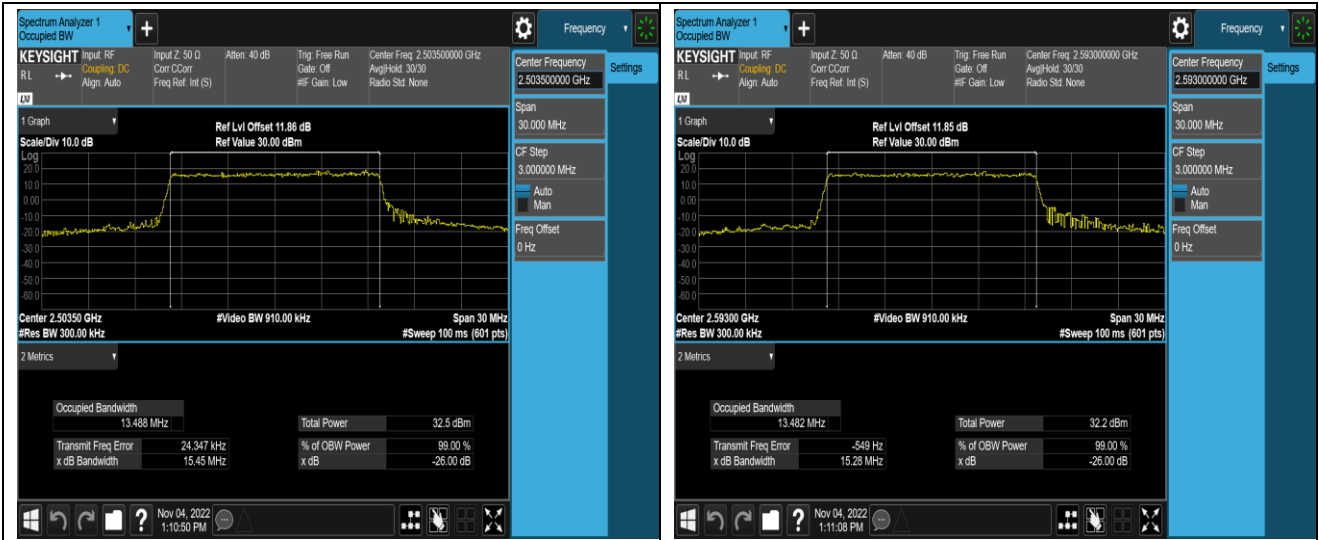 Spectrum Analyzer 1
Occupied BW
Frequency
KEYSIGHT
Input: RF
Coupling: DC
Align: Auto
Input Z: 50 Ω
Corr CCorr
Freq Ref: Int (S)
Atten: 40 dB
Trig: Free Run
Gate: Off
#IF Gain: Low
Center Freq: 2.503500000 GHz
Avg|Hold: 30/30
Radio Std: None
RL
LXI
Center Frequency
2.503500000 GHz
Settings
Span
30.000 MHz
CF Step
3.000000 MHz
Auto
Man
Freq Offset
0 Hz
1 Graph
Ref Lvl Offset 11.86 dB
Scale/Div 10.0 dB
Ref Value 30.00 dBm
Log
20.0
10.0
0.00
-10.0
-20.0
-30.0
-40.0
-50.0
-60.0
Center 2.50350 GHz
#Video BW 910.00 kHz
Span 30 MHz
#Res BW 300.00 kHz
#Sweep 100 ms (601 pts)
2 Metrics
Occupied Bandwidth
13.488 MHz
Total Power 32.5 dBm
Transmit Freq Error 24.347 kHz
% of OBW Power 99.00 %
x dB Bandwidth 15.45 MHz
x dB -26.00 dB
?
Nov 04, 2022
1:10:50 PM
Spectrum Analyzer 1
Occupied BW
Frequency
KEYSIGHT
Input: RF
Coupling: DC
Align: Auto
Input Z: 50 Ω
Corr CCorr
Freq Ref: Int (S)
Atten: 40 dB
Trig: Free Run
Gate: Off
#IF Gain: Low
Center Freq: 2.593000000 GHz
Avg|Hold: 30/30
Radio Std: None
RL
LXI
Center Frequency
2.593000000 GHz
Settings
Span
30.000 MHz
CF Step
3.000000 MHz
Auto
Man
Freq Offset
0 Hz
1 Graph
Ref Lvl Offset 11.85 dB
Scale/Div 10.0 dB
Ref Value 30.00 dBm
Log
20.0
10.0
0.00
-10.0
-20.0
-30.0
-40.0
-50.0
-60.0
Center 2.59300 GHz
#Video BW 910.00 kHz
Span 30 MHz
#Res BW 300.00 kHz
#Sweep 100 ms (601 pts)
2 Metrics
Occupied Bandwidth
13.482 MHz
Total Power 32.2 dBm
Transmit Freq Error -549 Hz
% of OBW Power 99.00 %
x dB Bandwidth 15.28 MHz
x dB -26.00 dB
?
Nov 04, 2022
1:11:08 PM